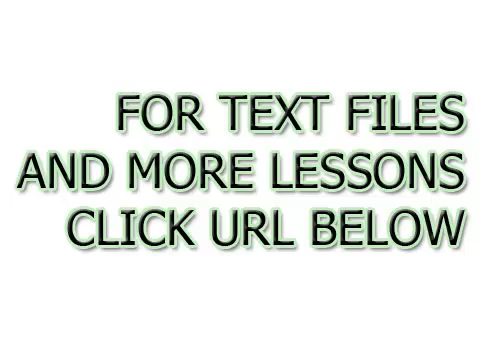 FOR TEXT FILES
AND MORE LESSONS
CLICK URL BELOW